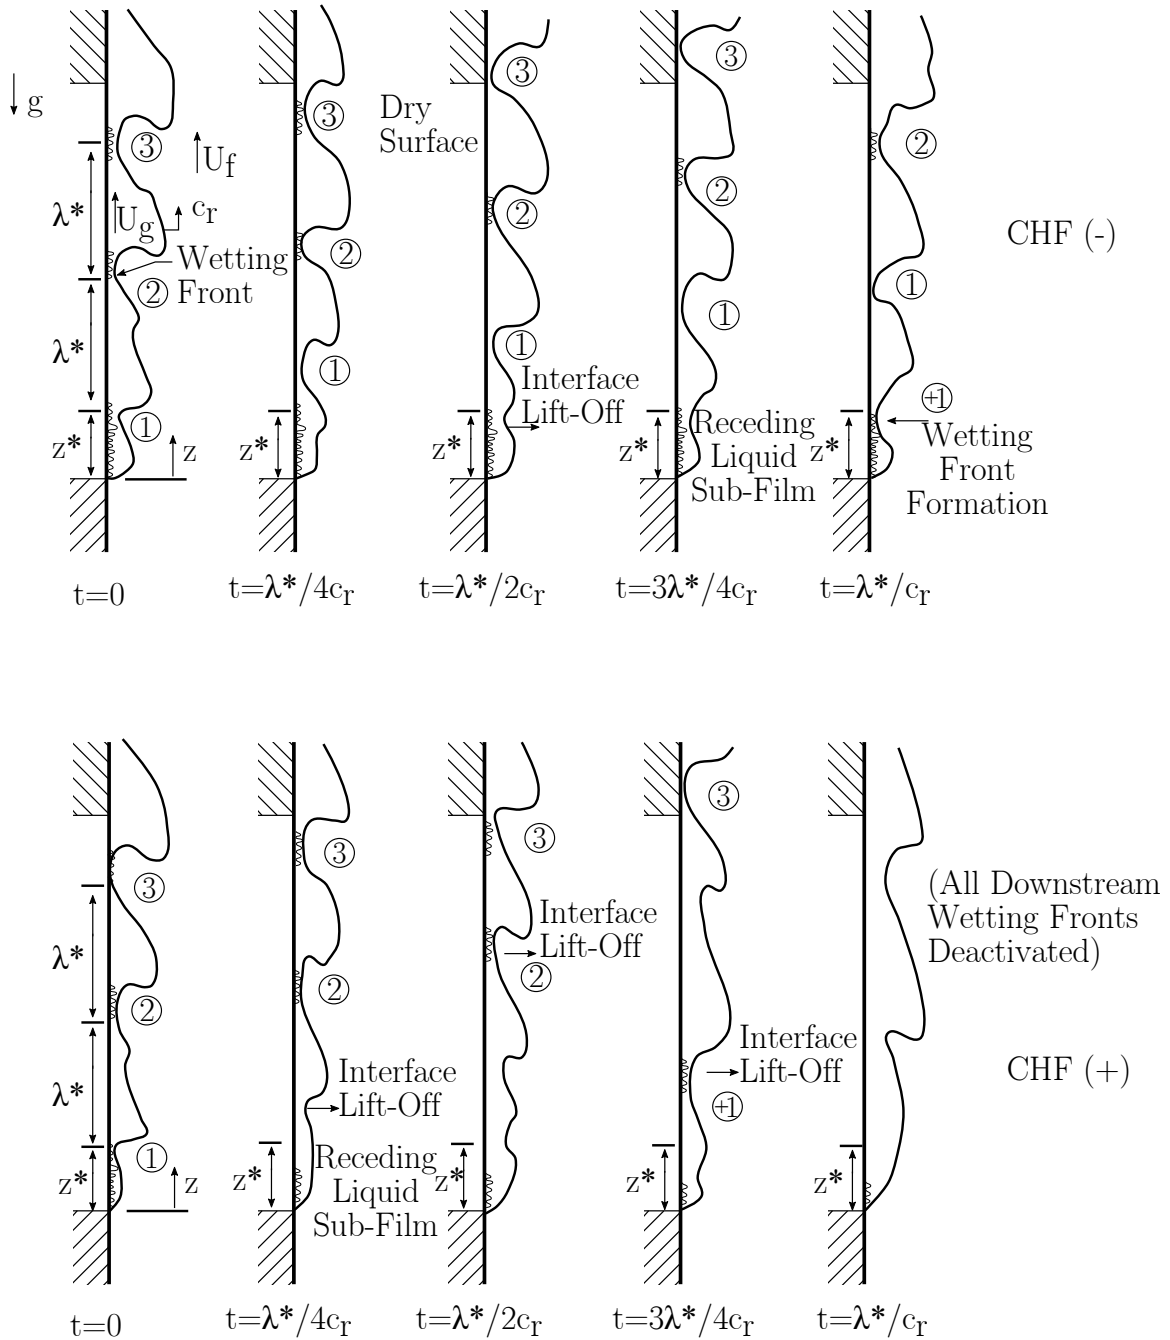 g
③
U_f
λ*
U_g
c_r
Wetting
Front
②
λ*
①
z*
z
t=0
③
②
①
z*
t=λ*/4c_r
Dry
Surface
③
②
①
Interface
Lift-Off
z*
t=λ*/2c_r
③
②
①
Receding
Liquid
Sub-Film
z*
t=3λ*/4c_r
②
①
+1
Wetting
Front
Formation
z*
t=λ*/c_r
CHF (-)
③
λ*
②
λ*
①
z*
z
t=0
③
②
Interface
Lift-Off
Receding
Liquid
Sub-Film
z*
t=λ*/4c_r
③
Interface
Lift-Off
②
z*
t=λ*/2c_r
③
Interface
Lift-Off
+1
z*
t=3λ*/4c_r
(All Downstream
Wetting Fronts
Deactivated)
z*
t=λ*/c_r
CHF (+)